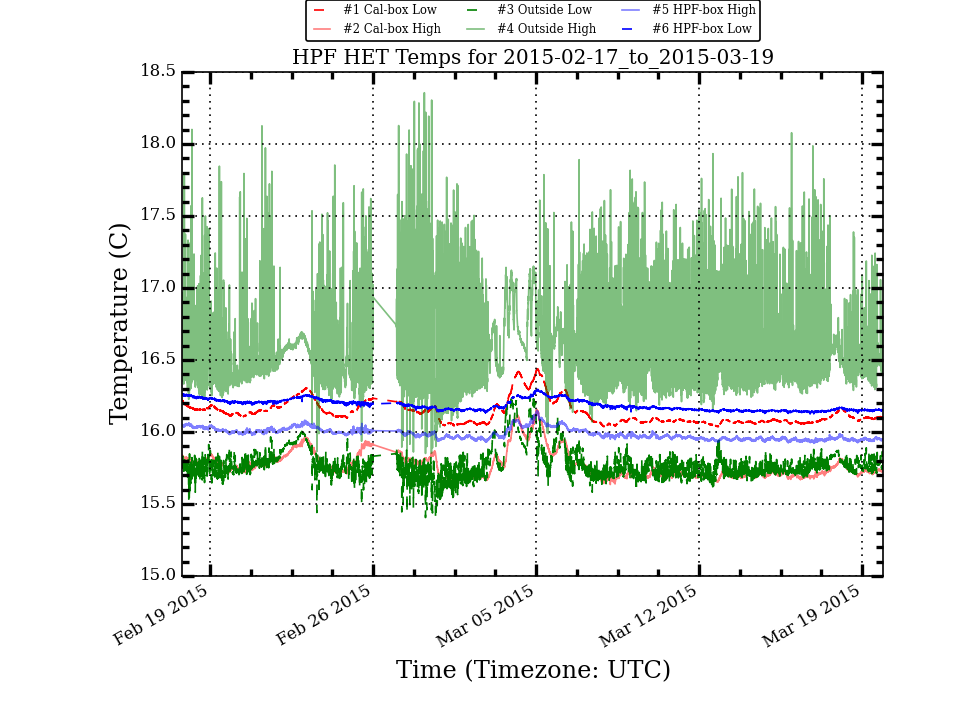 #1 Cal-box Low #3 Outside Low #5 HPF-box High
#2 Cal-box High #4 Outside High #6 HPF-box Low
HPF HET Temps for 2015-02-17_to_2015-03-19
18.5
18.0
17.5
17.0
16.5
16.0
15.5
15.0
Temperature (C)
Feb 19 2015 Feb 26 2015 Mar 05 2015 Mar 12 2015 Mar 19 2015
Time (Timezone: UTC)